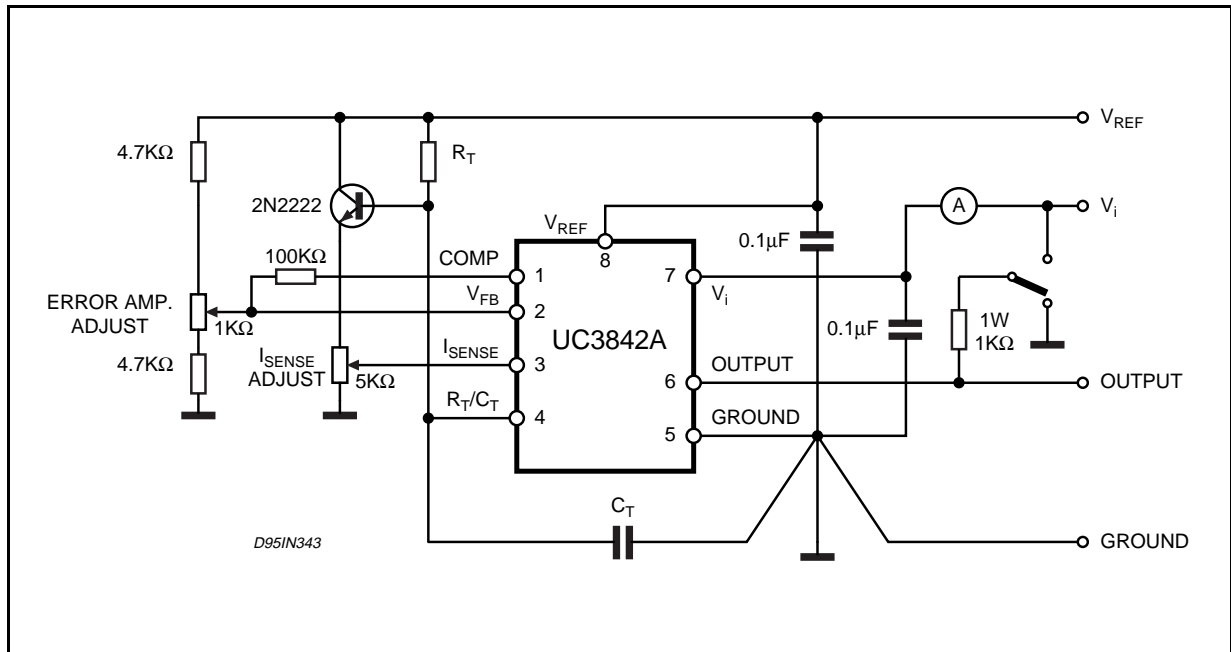 V_REF
4.7KΩ
R_T
2N2222
A
V_i
V_REF
8
0.1µF
100KΩ
COMP
1
7
V_i
V_FB
2
ERROR AMP.
ADJUST
1KΩ
UC3842A
0.1µF
1W
1KΩ
4.7KΩ
I_SENSE
ADJUST
5KΩ
I_SENSE
3
OUTPUT
6
OUTPUT
R_T/C_T
4
GROUND
5
C_T
D95IN343
GROUND